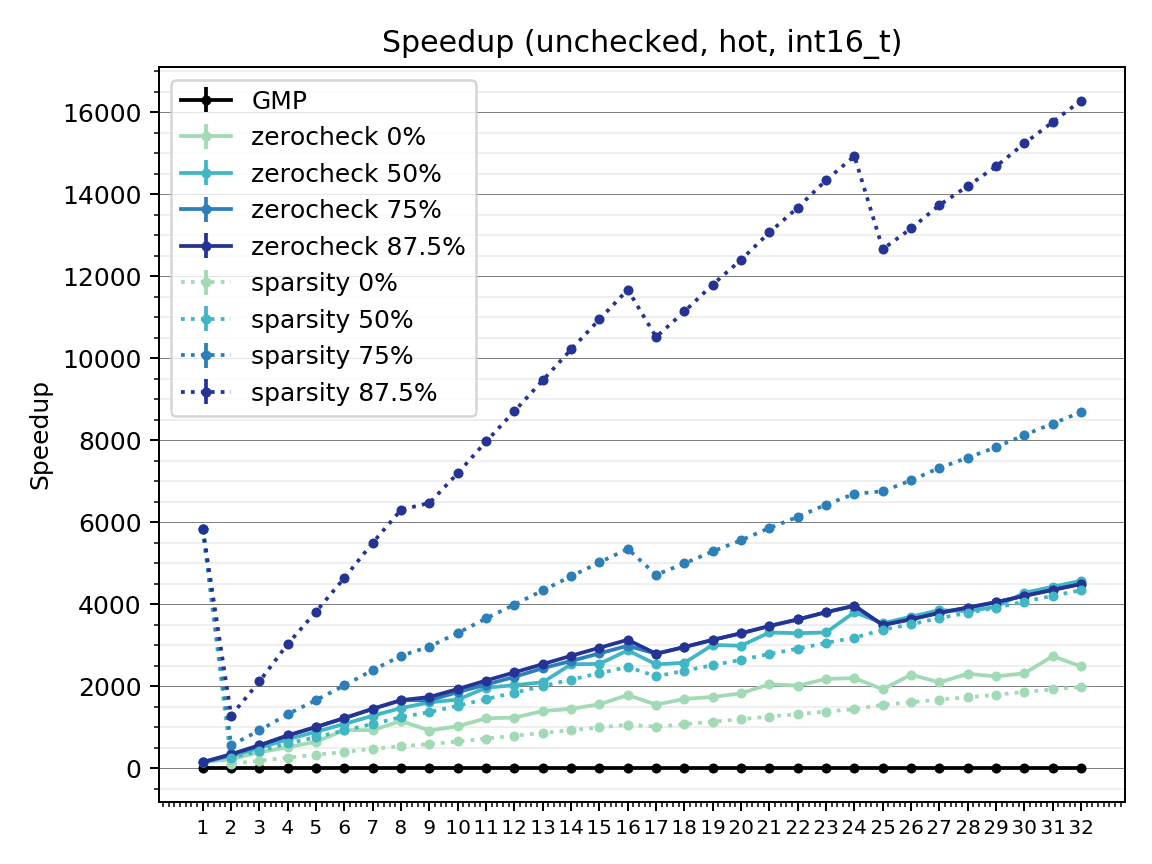 Speedup (unchecked, hot, int16_t)
GMP
zerocheck 0%
zerocheck 50%
zerocheck 75%
zerocheck 87.5%
sparsity 0%
sparsity 50%
sparsity 75%
sparsity 87.5%
Speedup
16000
14000
12000
10000
8000
6000
4000
2000
0
1 2 3 4 5 6 7 8 9 10 11 12 13 14 15 16 17 18 19 20 21 22 23 24 25 26 27 28 29 30 31 32